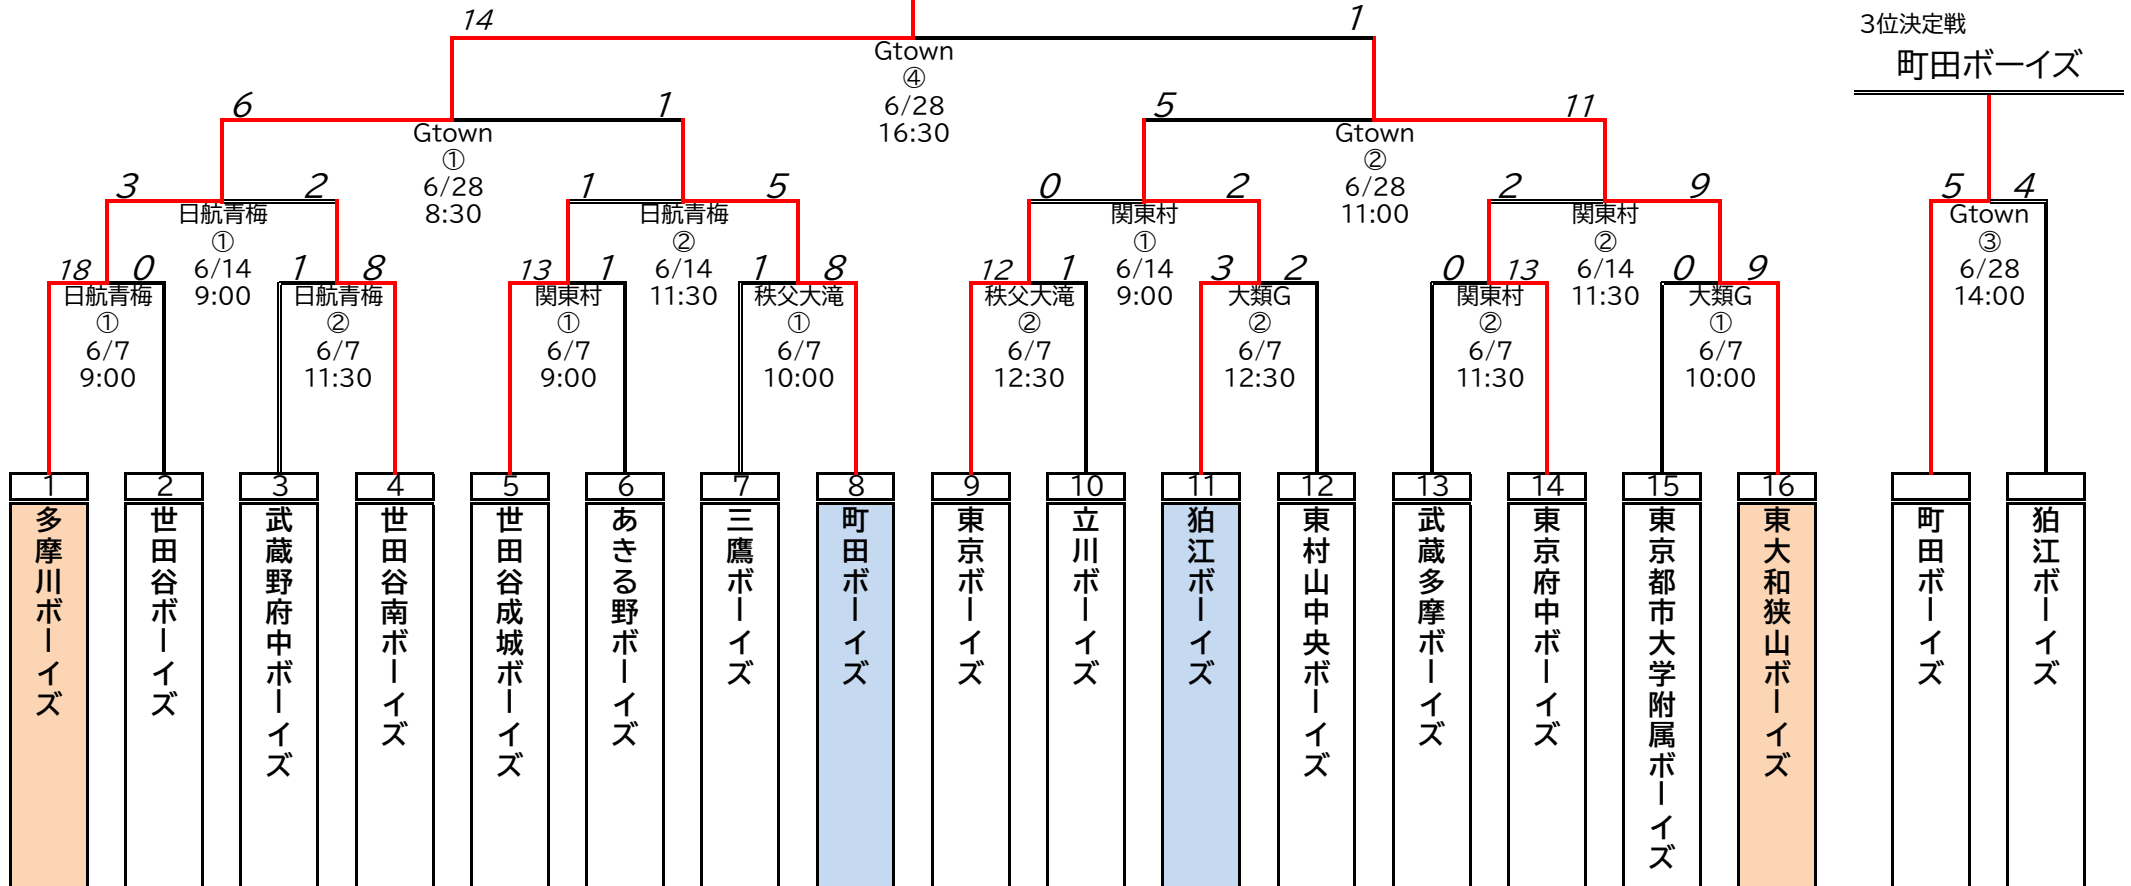 14
1
3位決定戦
町田ボーイズ
Gtown
④
6/28
16:30
6
1
Gtown
①
6/28
8:30
5
11
Gtown
②
6/28
11:00
3
2
日航青梅
①
6/14
9:00
1
5
日航青梅
②
6/14
11:30
0
2
関東村
①
6/14
9:00
2
9
関東村
②
6/14
11:30
5
4
Gtown
③
6/28
14:00
18
0
日航青梅
①
6/7
9:00
1
8
日航青梅
②
6/7
11:30
13
1
関東村
①
6/7
9:00
1
8
秩父大滝
①
6/7
10:00
12
1
秩父大滝
②
6/7
12:30
3
2
大類G
②
6/7
12:30
0
13
関東村
②
6/7
11:30
0
9
大類G
①
6/7
10:00
1
多摩川ボーイズ
2
世田谷ボーイズ
3
武蔵野府中ボーイズ
4
世田谷南ボーイズ
5
世田谷成城ボーイズ
6
あきる野ボーイズ
7
三鷹ボーイズ
8
町田ボーイズ
9
東京ボーイズ
10
立川ボーイズ
11
狛江ボーイズ
12
東村山中央ボーイズ
13
武蔵多摩ボーイズ
14
東京府中ボーイズ
15
東京都市大学附属ボーイズ
16
東大和狭山ボーイズ
町田ボーイズ
狛江ボーイズ